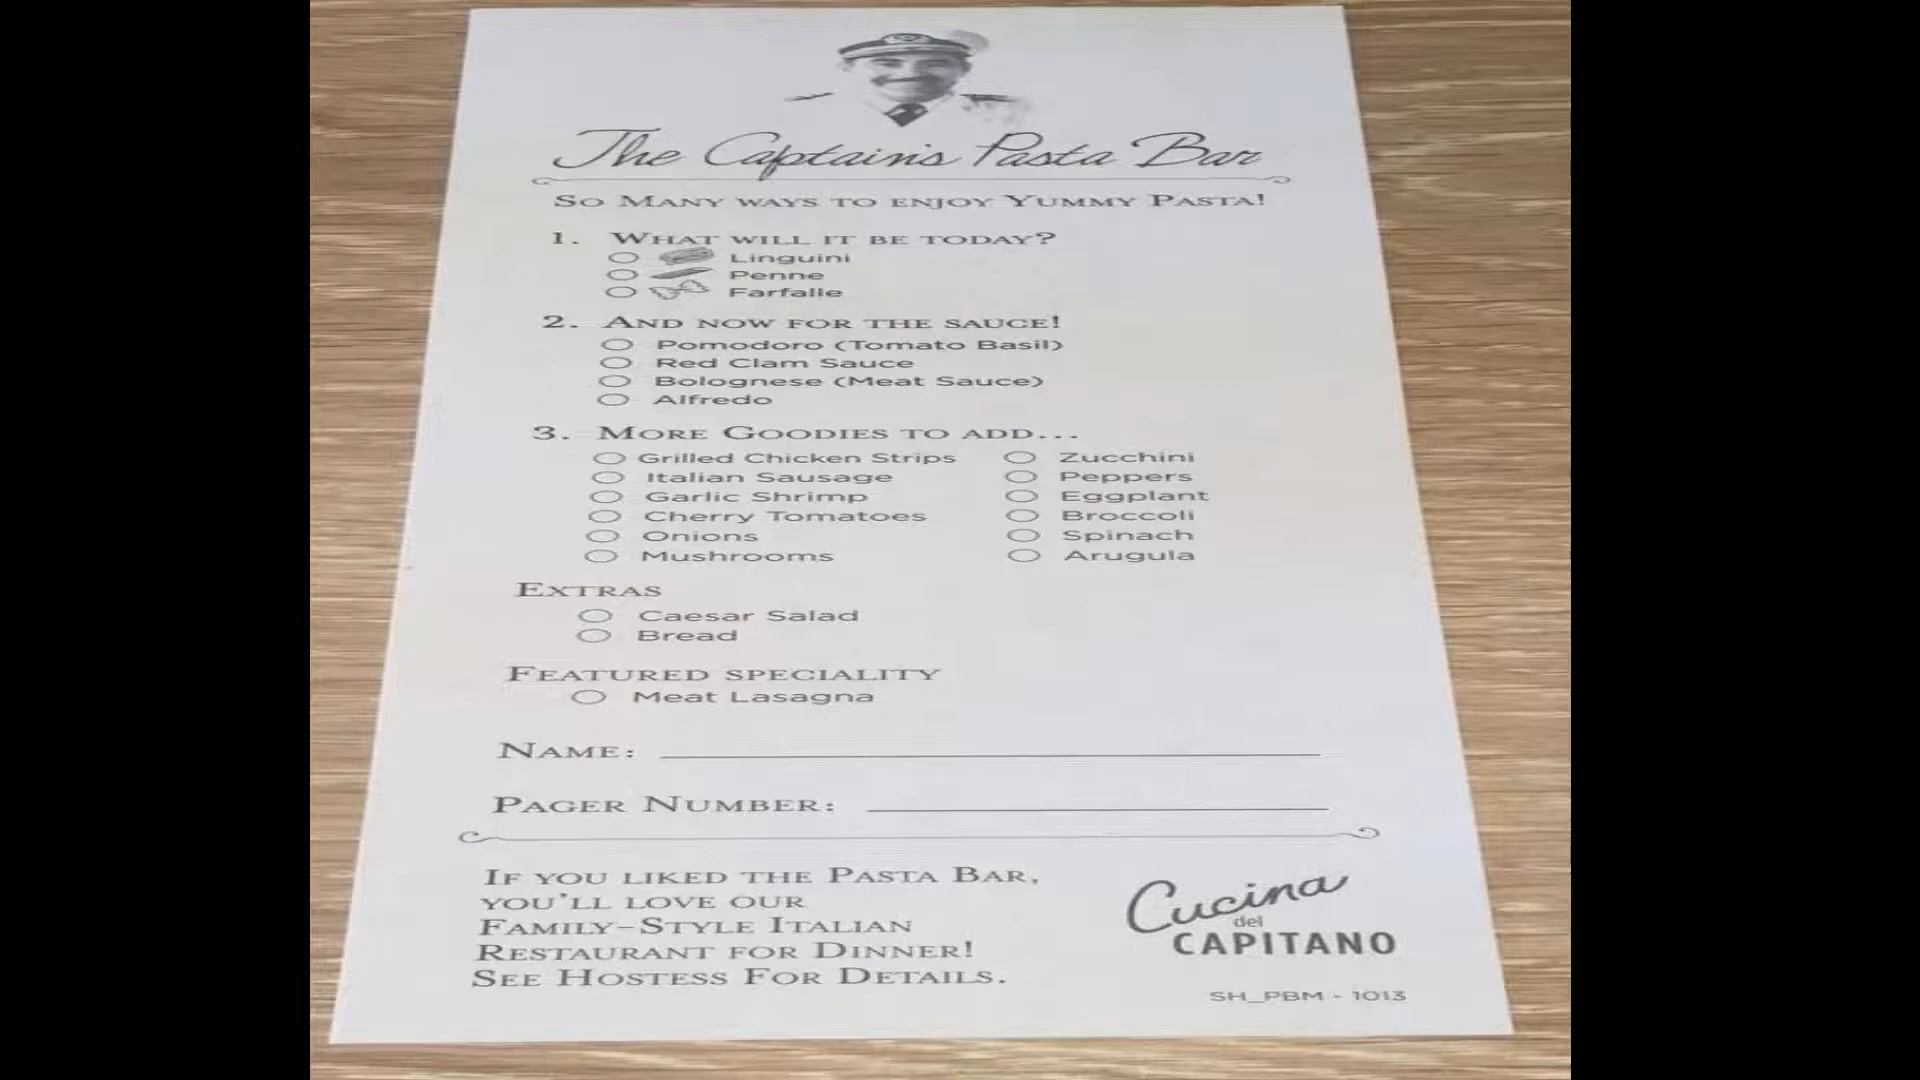 The Captain's Pasta Bar
So Many ways to enjoy Yummy Pasta!
1. What will it be today?
Linguini
Penne
Farfalle
2. And now for the sauce!
Pomodoro (Tomato Basil)
Red Clam Sauce
Bolognese (Meat Sauce)
Alfredo
3. More Goodies to add...
Grilled Chicken Strips
Italian Sausage
Garlic Shrimp
Cherry Tomatoes
Onions
Mushrooms
Zucchini
Peppers
Eggplant
Broccoli
Spinach
Arugula
Extras
Caesar Salad
Bread
Featured speciality
Meat Lasagna
Name:
Pager Number:
If you liked the Pasta Bar,
you'll love our
Family-Style Italian
Restaurant for Dinner!
See Hostess For Details.
Cucina
del
CAPITANO
SH_PBM - 1013